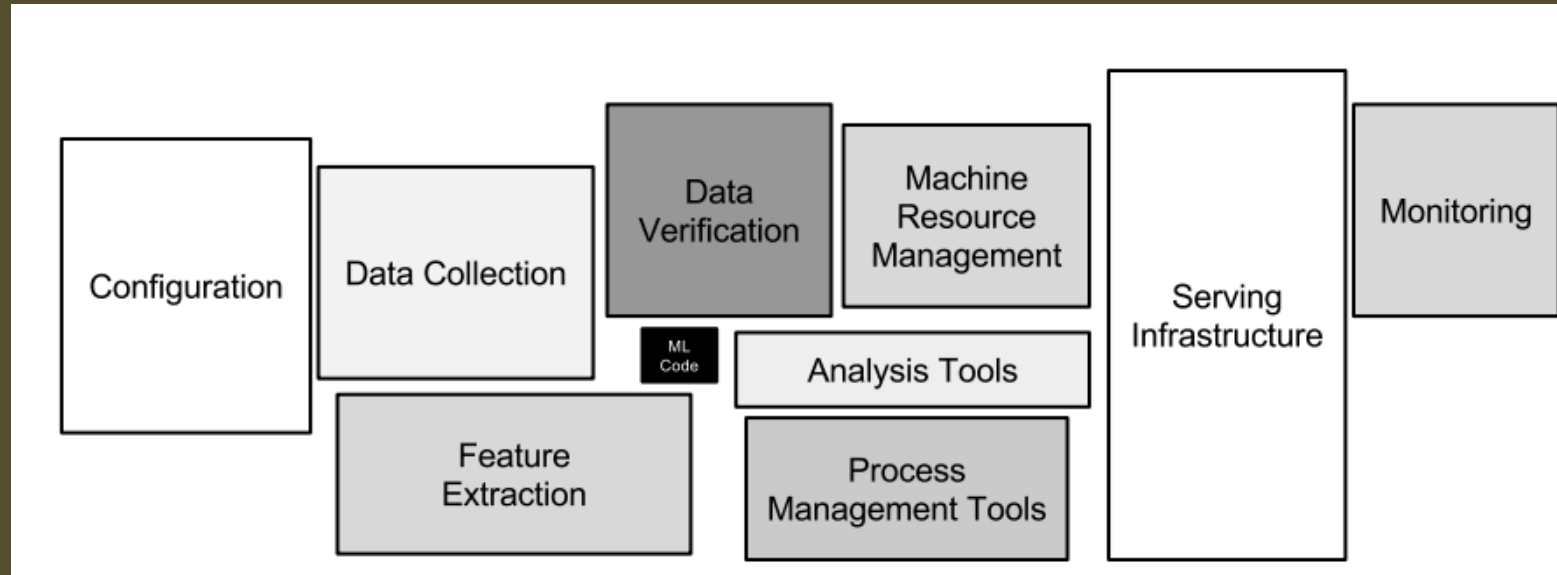 Configuration
Data Collection
Data
Verification
Machine
Resource
Management
Monitoring
Serving
Infrastructure
ML
Code
Analysis Tools
Feature
Extraction
Process
Management Tools